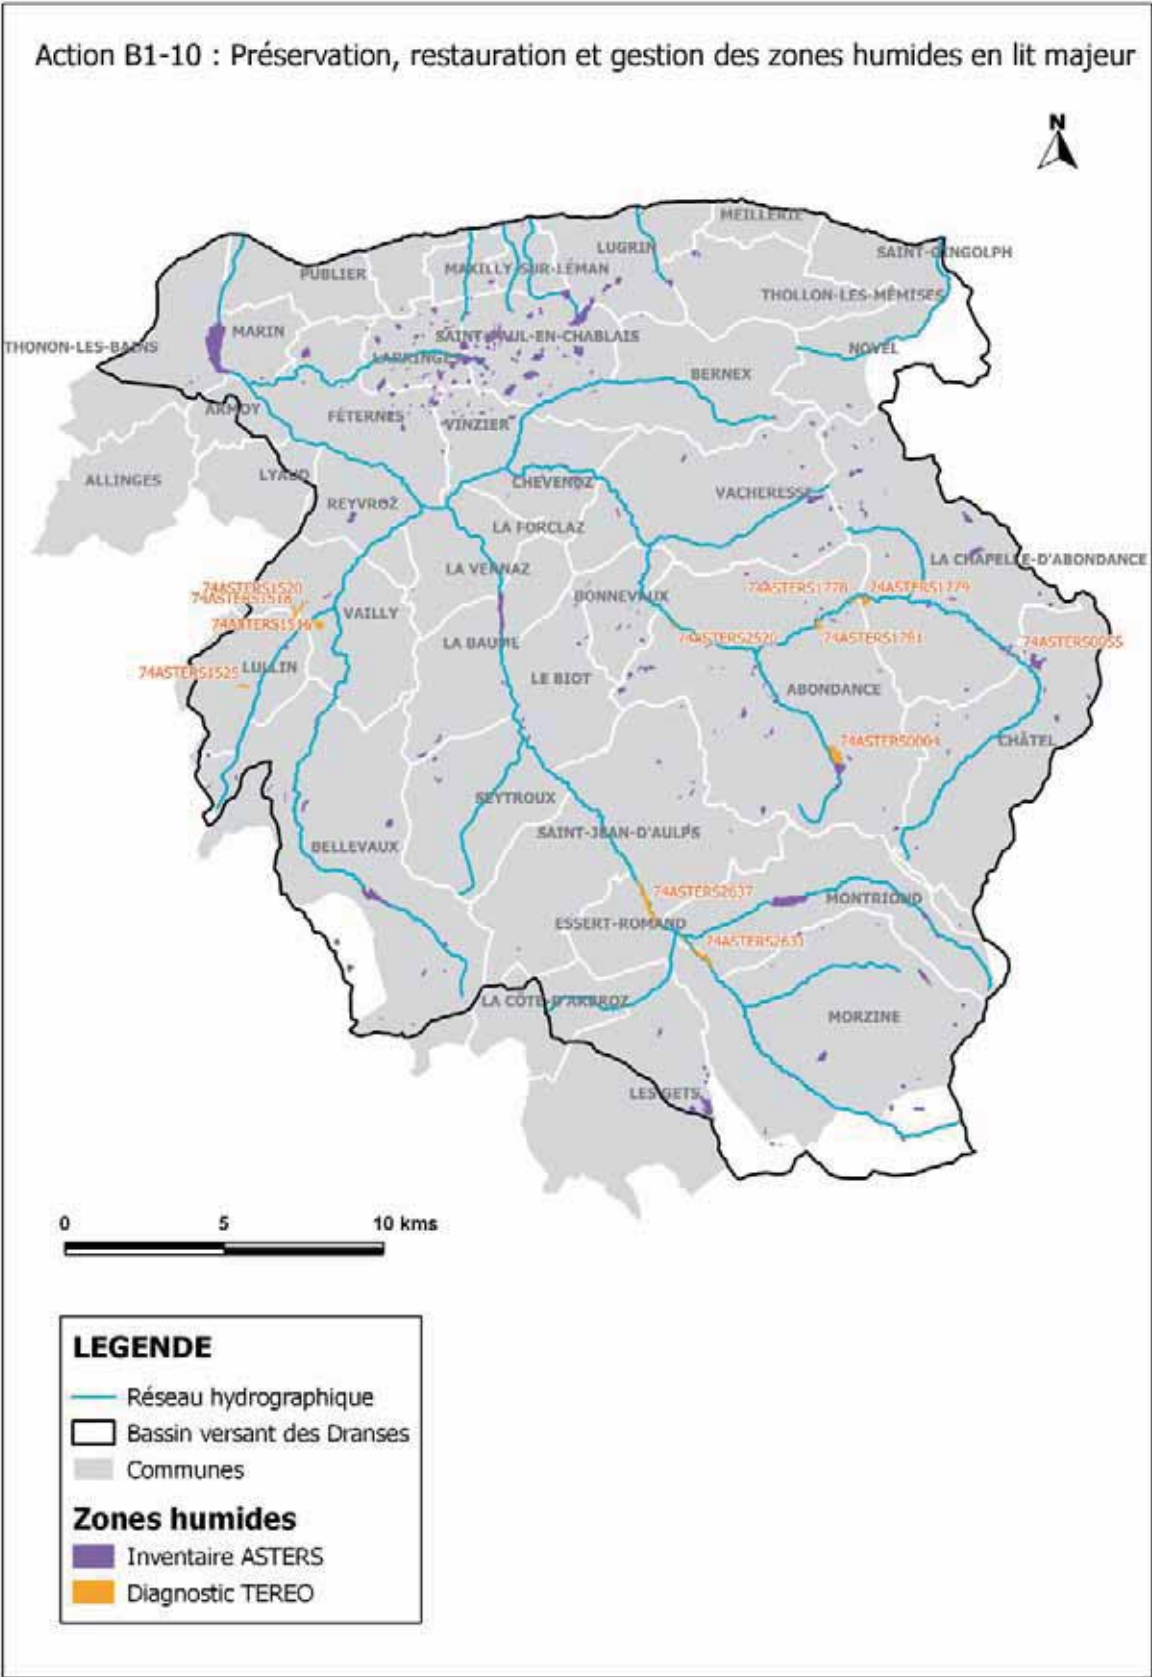 Action B1-10 : Préservation, restauration et gestion des zones humides en lit majeur
N
MEILLERIE
LUGRIN
SAINT-GINGOLPH
PUBLIER
MAXILLY-SUR-LÉMAN
THOLLON-LES-MÉMISES
MARIN
SAINT-PAUL-EN-CHABLAIS
THONON-LES-BAINS
NOVEL
LARRINGES
BERNEX
ARMOY
FÉTERNES
VINZIER
ALLINGES
LYAUD
CHEVENOZ
VACHERESSE
REYVROZ
LA FORCLAZ
LA CHAPELLE-D'ABONDANCE
LA VERNAZ
74ASTERS1520
74ASTERS1518
BONNEVAUX
74ASTERS1778
74ASTERS1779
VAILLY
74ASTERS1516
LA BAUME
74ASTERS2520
74ASTERS1781
74ASTERS0055
LULLIN
74ASTERS1525
LE BIOT
ABONDANCE
CHÂTEL
74ASTERS0004
SEYTROUX
SAINT-JEAN-D'AULPS
BELLEVAUX
74ASTERS2637
MONTRIOND
ESSERT-ROMAND
74ASTERS2631
LA CÔTE-D'ARBROZ
MORZINE
LES GETS
0 5 10 kms
LEGENDE
Réseau hydrographique
Bassin versant des Dranses
Communes
Zones humides
Inventaire ASTERS
Diagnostic TEREO